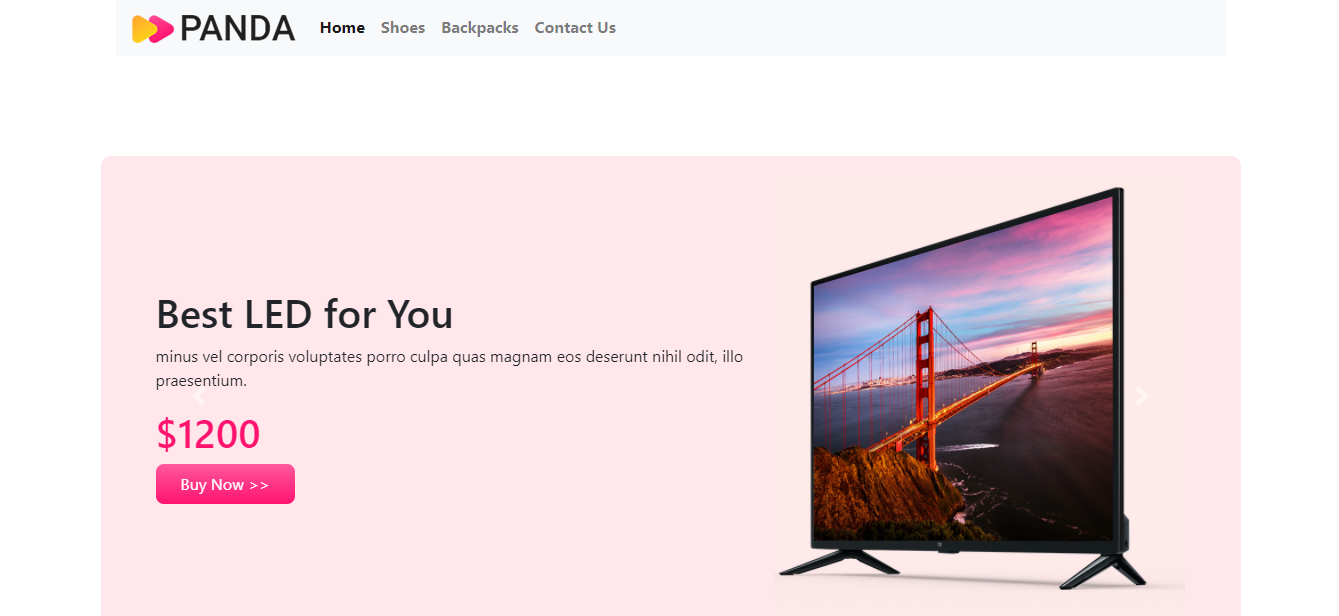 PANDA Home Shoes Backpacks Contact Us
Best LED for You
minus vel corporis voluptates porro culpa quas magnam eos deserunt nihil odit, illo
praesentium.
$1200
Buy Now >>